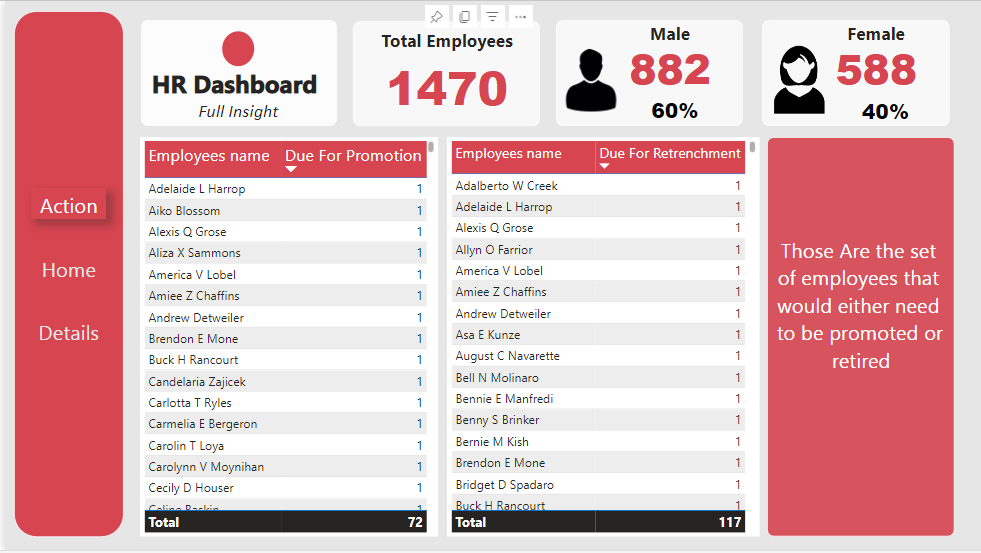 HR Dashboard
Full Insight
Total Employees
1470
Male
882
60%
Female
588
40%
Action
Home
Details
Employees name Due For Promotion
Adelaide L Harrop 1
Aiko Blossom 1
Alexis Q Grose 1
Aliza X Sammons 1
America V Lobel 1
Amiee Z Chaffins 1
Andrew Detweiler 1
Brendon E Mone 1
Buck H Rancourt 1
Candelaria Zajicek 1
Carlotta T Ryles 1
Carmelia E Bergeron 1
Carolin T Loya 1
Carolynn V Moynihan 1
Cecily D Houser 1
Celine Baskin 1
Total 72
Employees name Due For Retrenchment
Adalberto W Creek 1
Adelaide L Harrop 1
Alexis Q Grose 1
Allyn O Farrior 1
America V Lobel 1
Amiee Z Chaffins 1
Andrew Detweiler 1
Asa E Kunze 1
August C Navarette 1
Bell N Molinaro 1
Bennie E Manfredi 1
Benny S Brinker 1
Bernie M Kish 1
Brendon E Mone 1
Bridget D Spadaro 1
Buck H Rancourt 1
Total 117
Those Are the set
of employees that
would either need
to be promoted or
retired